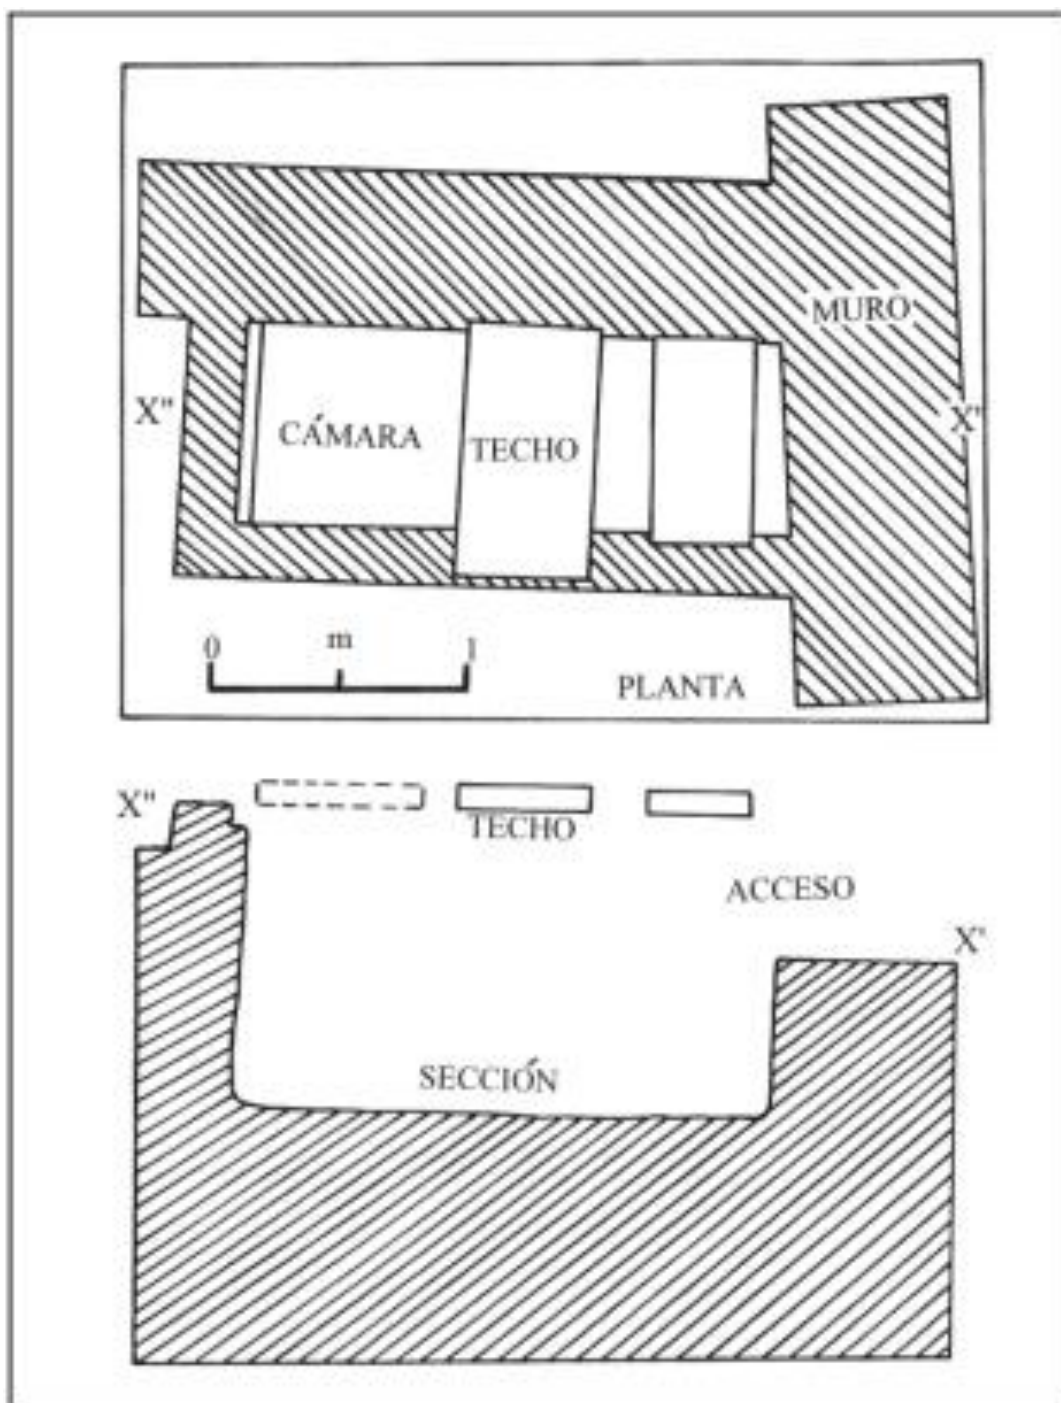 MURO
X" X'
CÁMARA TECHO
0 m 1
PLANTA
X"
TECHO
ACCESO
X'
SECCIÓN